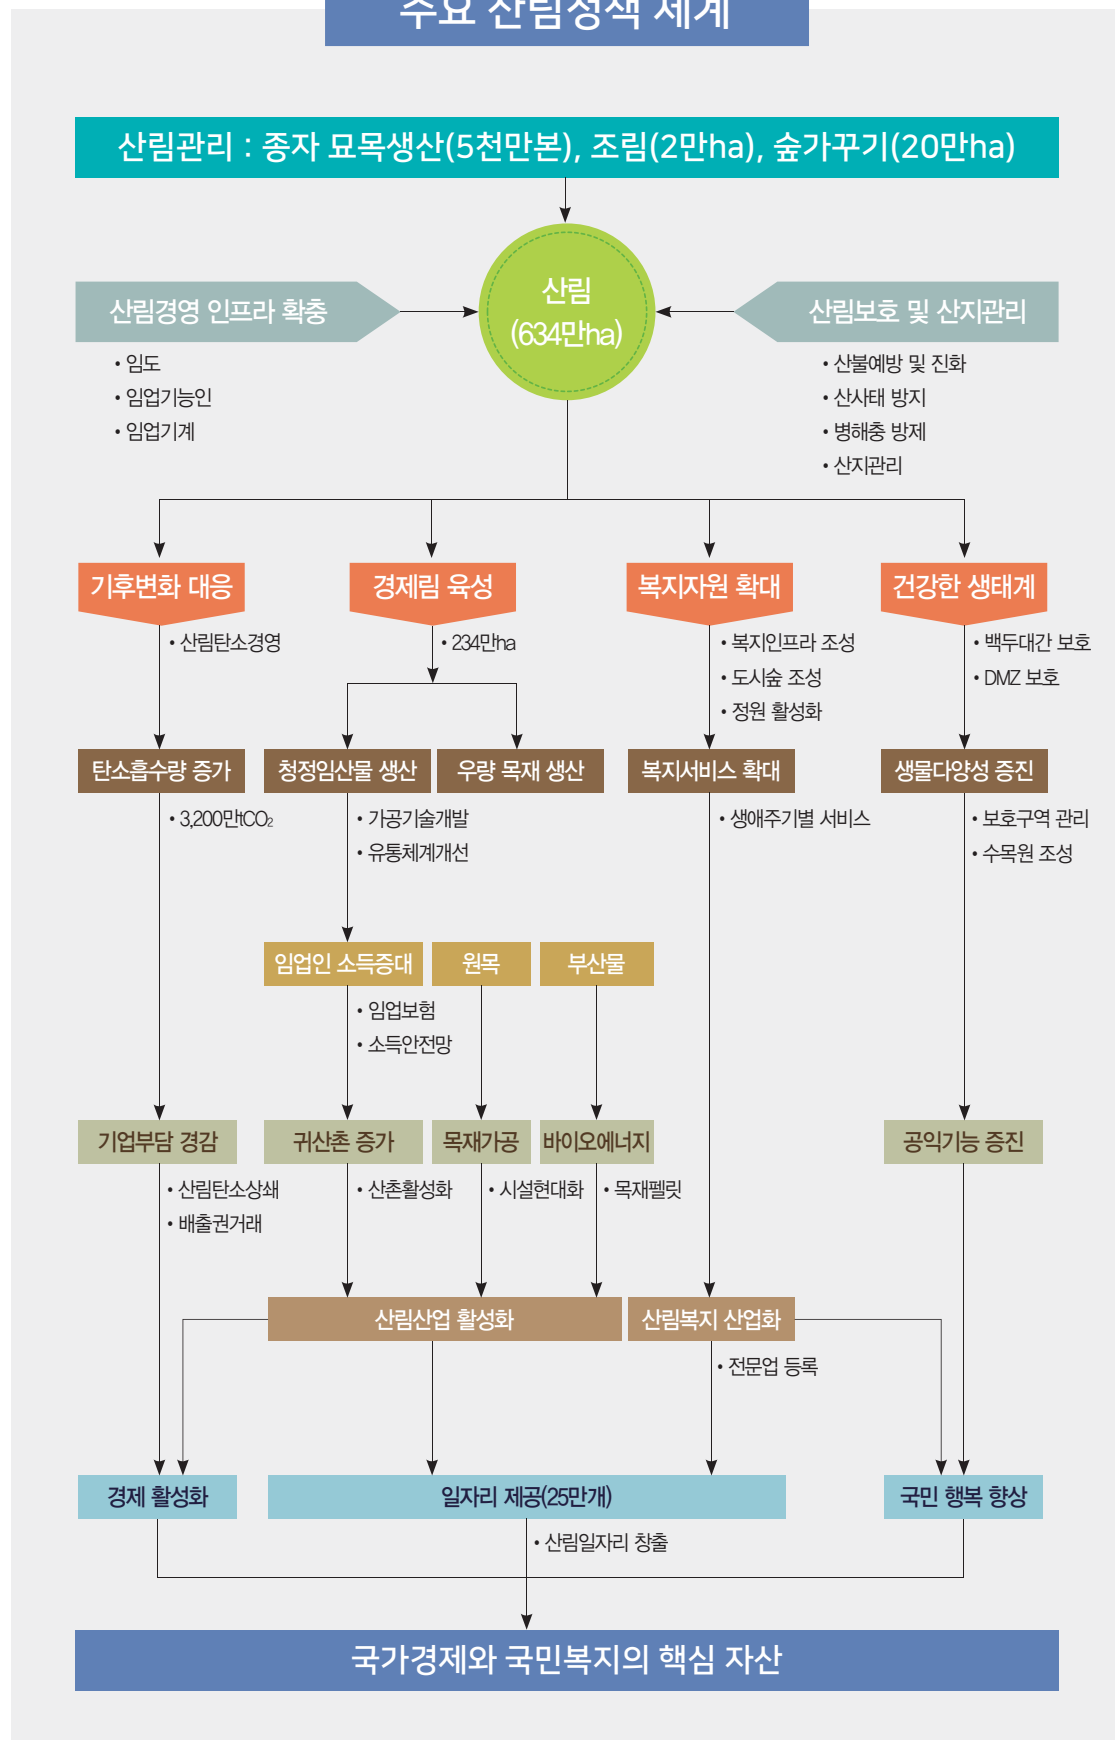 주요 산림정책 체계
산림관리 : 종자 묘목생산(5천만본), 조림(2만ha), 숲가꾸기(20만ha)
산림
(634만ha)
산림경영 인프라 확충
• 임도
• 임업기능인
• 임업기계
산림보호 및 산지관리
• 산불예방 및 진화
• 산사태 방지
• 병해충 방제
• 산지관리
기후변화 대응
경제림 육성
복지자원 확대
건강한 생태계
• 산림탄소경영
• 234만ha
• 복지인프라 조성
• 도시숲 조성
• 정원 활성화
• 백두대간 보호
• DMZ 보호
탄소흡수량 증가
청정임산물 생산
우량 목재 생산
복지서비스 확대
생물다양성 증진
• 3,200만tCO₂
• 가공기술개발
• 유통체계개선
• 생애주기별 서비스
• 보호구역 관리
• 수목원 조성
임업인 소득증대
원목
부산물
• 임업보험
• 소득안전망
기업부담 경감
귀산촌 증가
목재가공
바이오에너지
공익기능 증진
• 산림탄소상쇄
• 배출권거래
• 산촌활성화
• 시설현대화
• 목재펠릿
산림산업 활성화
산림복지 산업화
• 전문업 등록
경제 활성화
일자리 제공(25만개)
국민 행복 향상
• 산림일자리 창출
국가경제와 국민복지의 핵심 자산